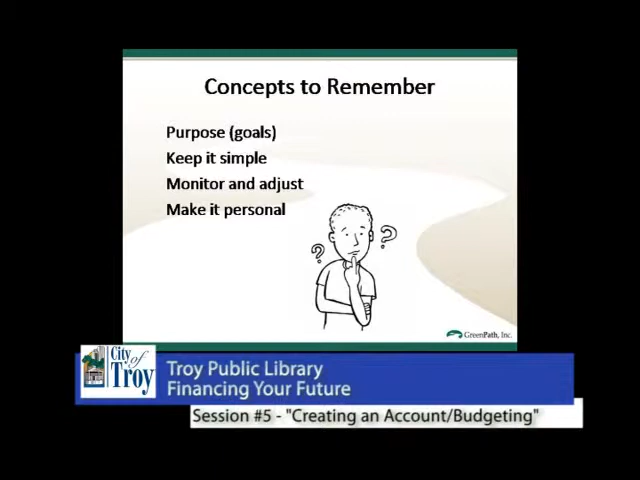 Concepts to Remember
Purpose (goals)
Keep it simple
Monitor and adjust
Make it personal
? ?
GreenPath, Inc.
City of Troy
Troy Public Library
Financing Your Future
Session #5 - "Creating an Account/Budgeting"